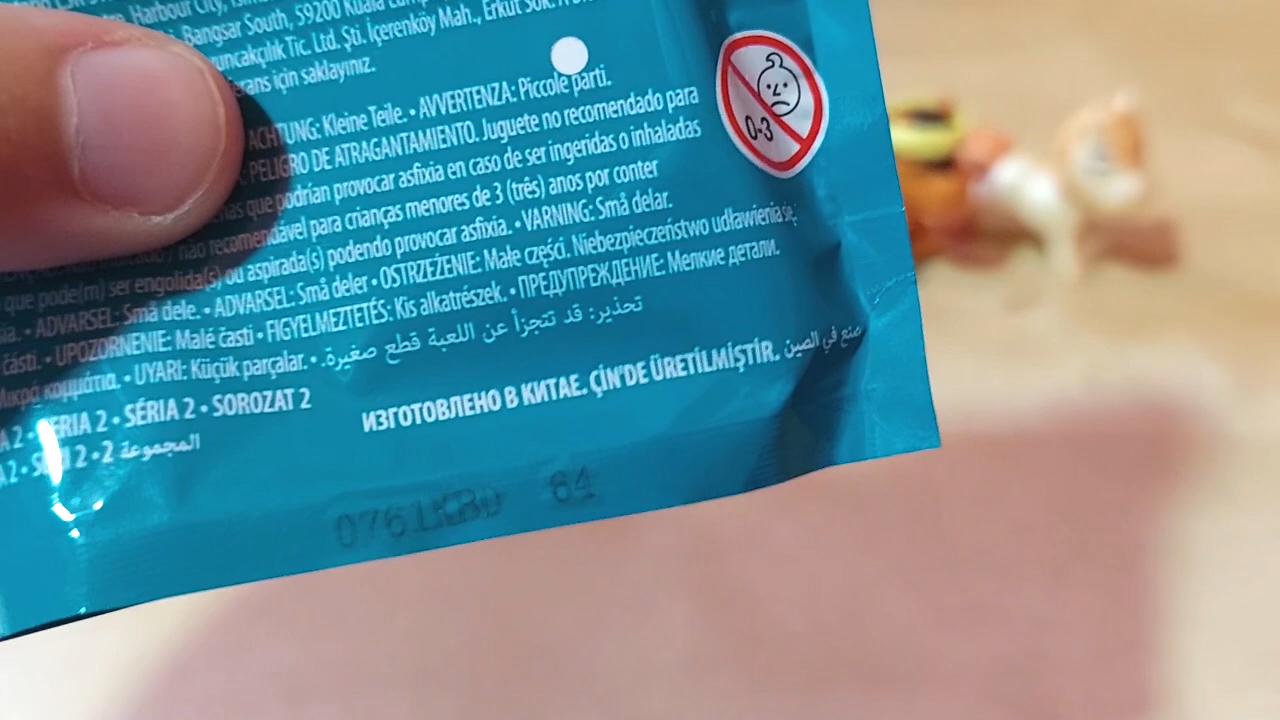 Harbour City,
Bangsar South, 59200 Kuala
Tic. Ltd. Şti. İçerenköy Mah., Erkut Sok.
için saklayınız.
ACHTUNG: Kleine Teile. • AVVERTENZA: Piccole parti.
PELIGRO DE ATRAGANTAMIENTO. Juguete no recomendado para
que podrían provocar asfixia en caso de ser ingeridas o inhaladas
não recomendável para crianças menores de 3 (três) anos por conter
que pode(m) ser engolida(s) ou aspirada(s) podendo provocar asfixia. • VARNING: Små delar.
• ADVARSEL: Små dele. • ADVARSEL: Små deler • OSTRZEŻENIE: Małe części. Niebezpieczeństwo udławienia się.
části. • UPOZORNENIE: Malé časti • FIGYELMEZTETÉS: Kis alkatrészek. • ПРЕДУПРЕЖДЕНИЕ: Мелкие детали.
Μικρά κομμάτια. • UYARI: Küçük parçalar. • تحذير: قد تتجزأ عن اللعبة قطع صغيرة.
2 • SÉRIA 2 • SOROZAT 2
2 • المجموعة 2
ИЗГОТОВЛЕНО В КИТАЕ. ÇİN'DE ÜRETİLMİŞTİR. صنع في الصين
0-3
0761 64